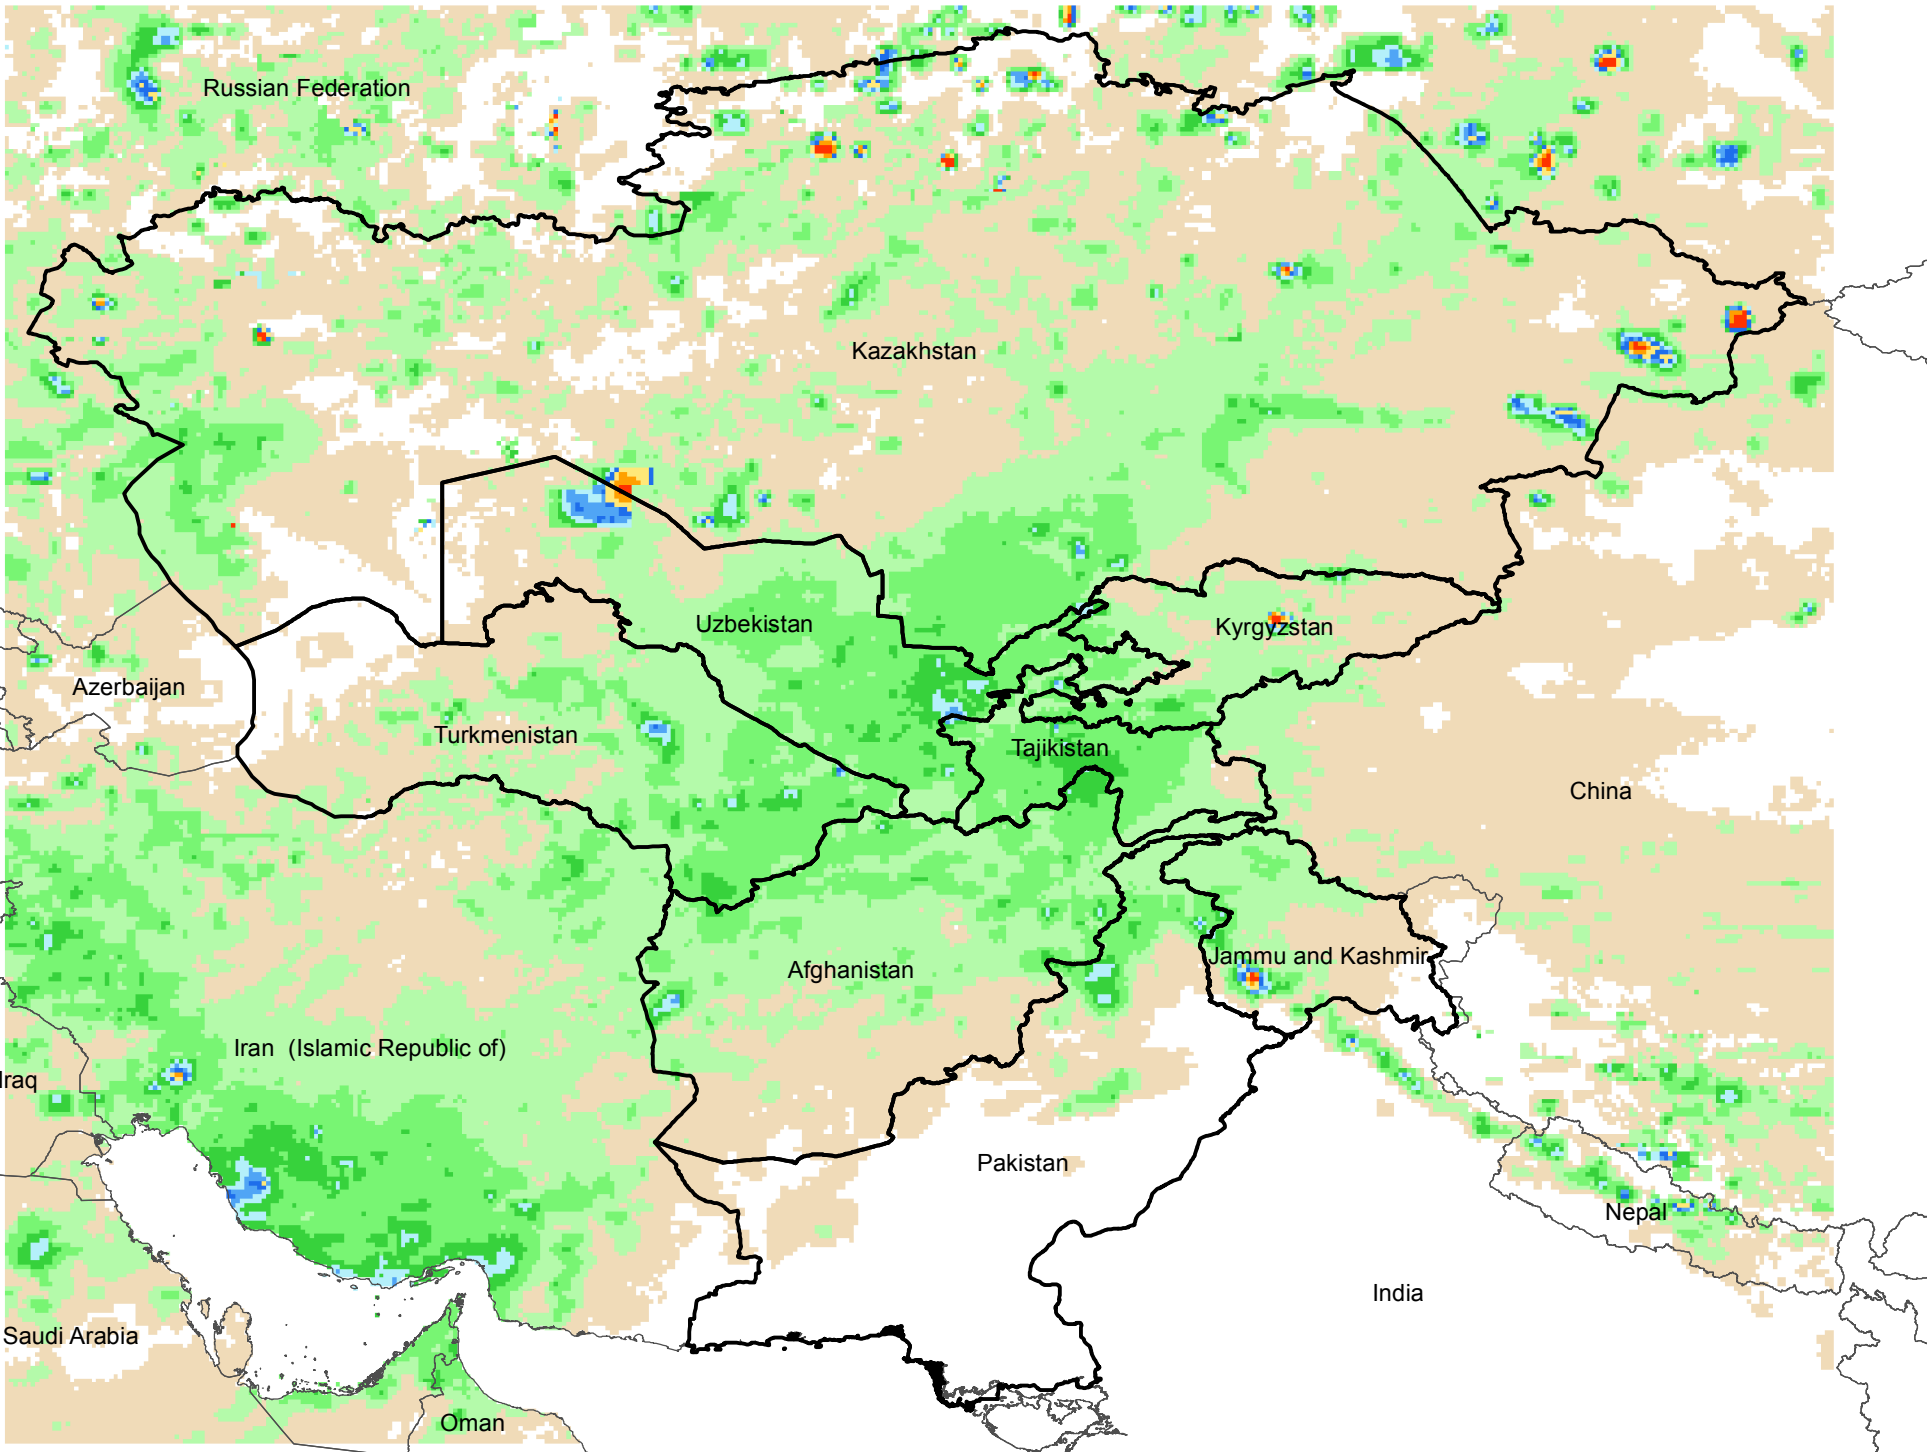 Russian Federation
Kazakhstan
Uzbekistan
Kyrgyzstan
Azerbaijan
Turkmenistan
Tajikistan
China
Jammu and Kashmir
Afghanistan
Iran  (Islamic Republic of)
Iraq
Pakistan
Nepal
India
Saudi Arabia
Oman